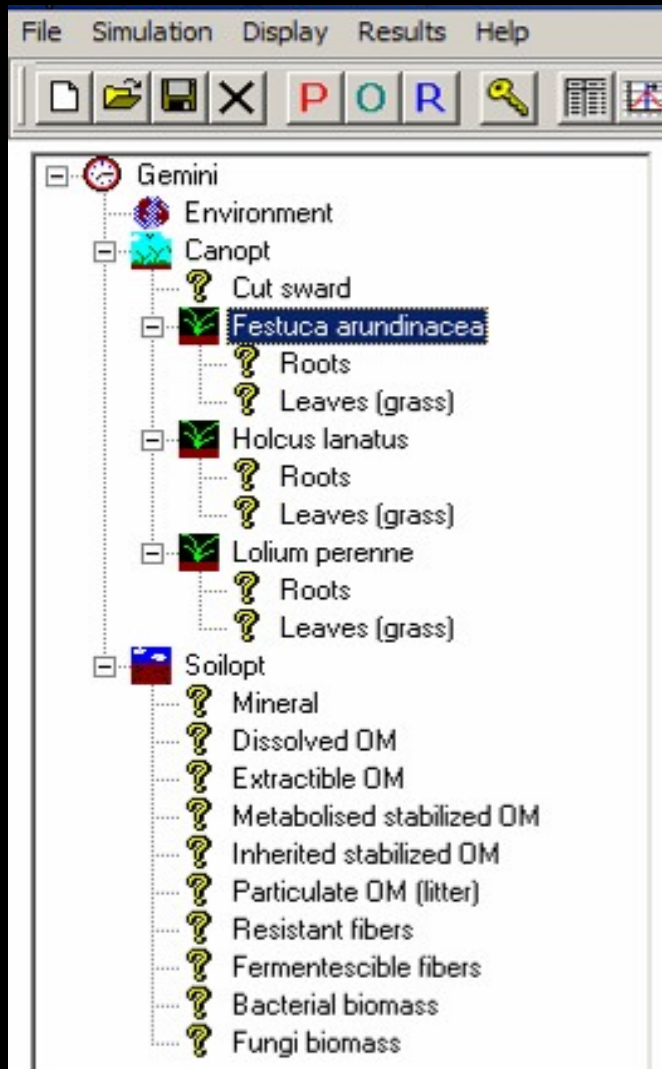 File Simulation Display Results Help
P O R
Gemini
Environment
Canopt
Cut sward
Festuca arundinacea
Roots
Leaves (grass)
Holcus lanatus
Roots
Leaves (grass)
Lolium perenne
Roots
Leaves (grass)
Soilopt
Mineral
Dissolved OM
Extractible OM
Metabolised stabilized OM
Inherited stabilized OM
Particulate OM (litter)
Resistant fibers
Fermentescible fibers
Bacterial biomass
Fungi biomass